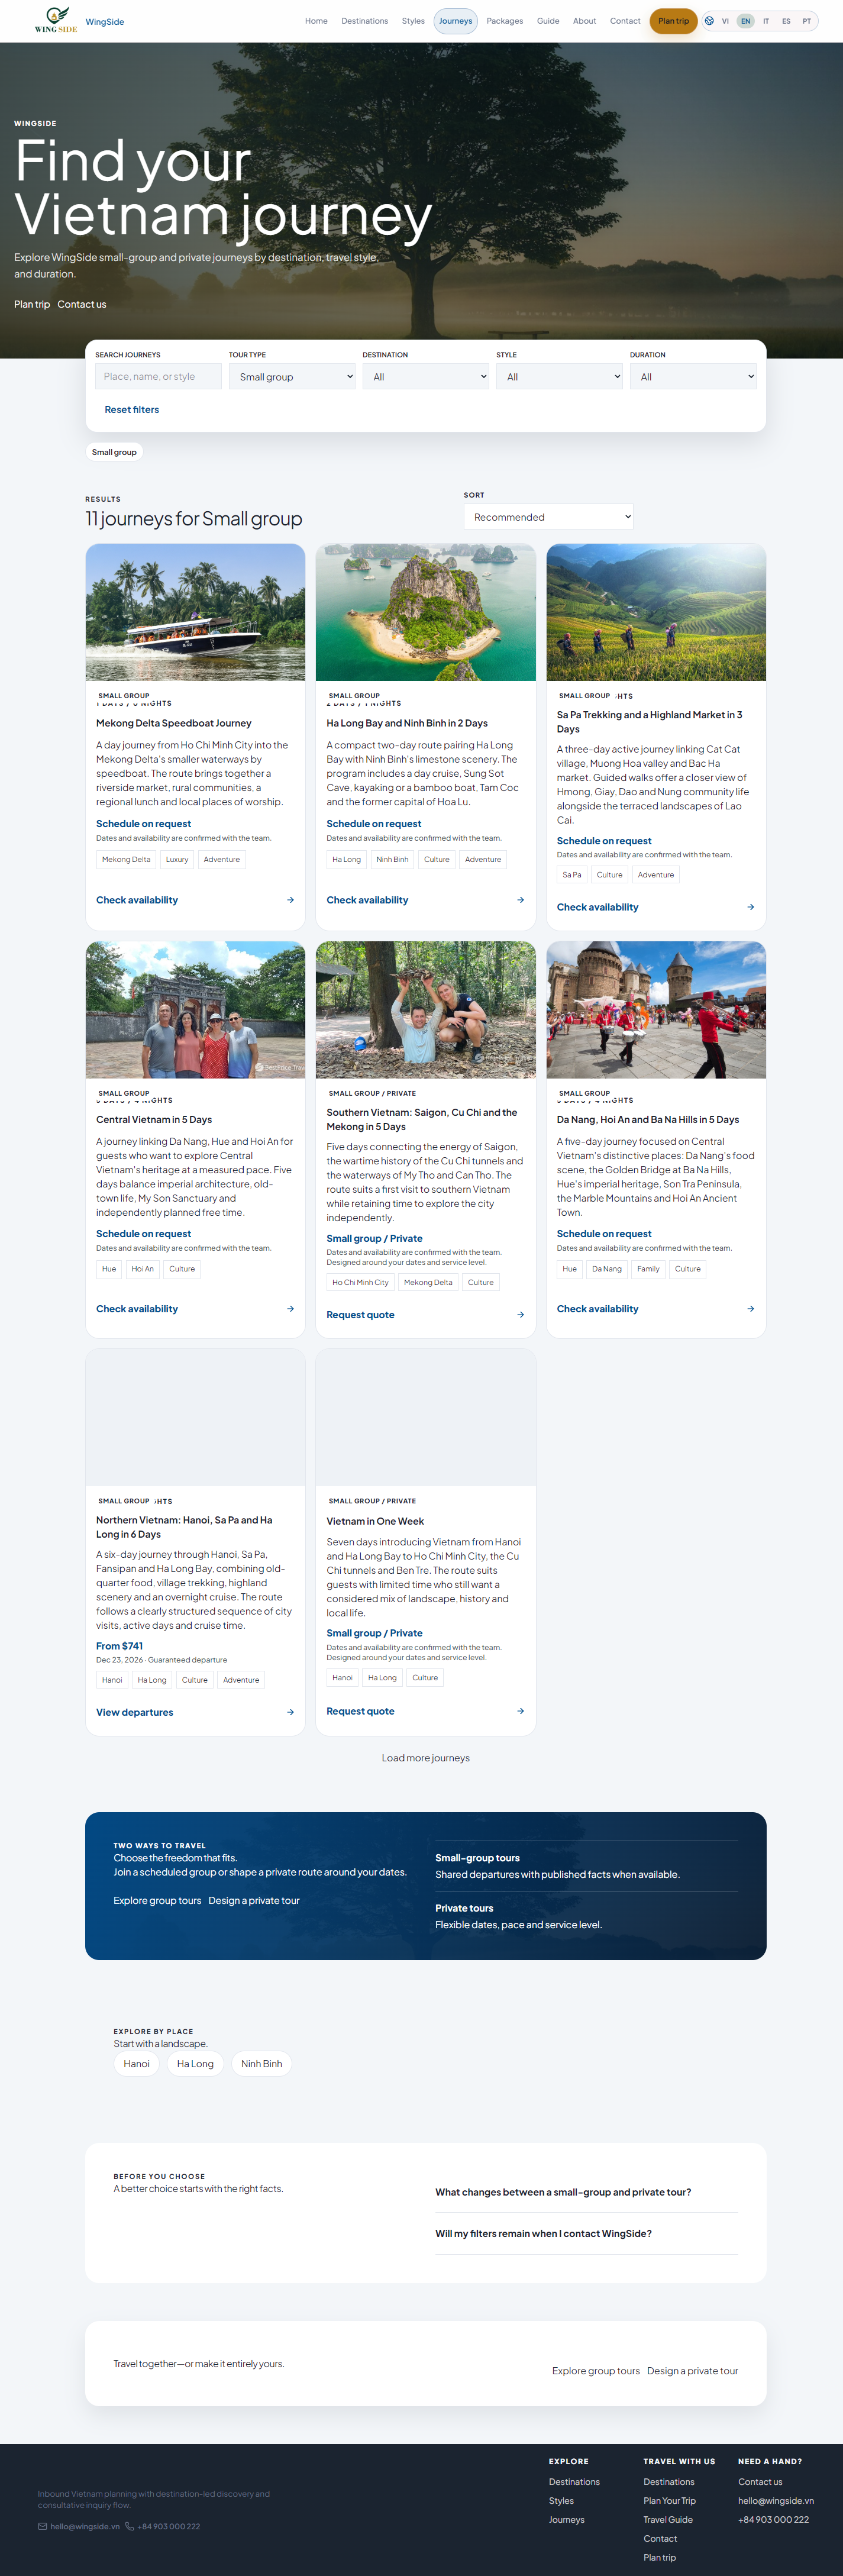 WING SIDE
WingSide
Home Destinations Styles Journeys Packages Guide About Contact Plan trip VI EN IT ES PT
WINGSIDE
Find your
Vietnam journey
Explore WingSide small-group and private journeys by destination, travel style,
and duration.
Plan trip Contact us
SEARCH JOURNEYS TOUR TYPE DESTINATION STYLE DURATION
Place, name, or style Small group All All All
Reset filters
Small group
RESULTS
11 journeys for Small group
SORT
Recommended
SMALL GROUP
1 DAYS / 0 NIGHTS
Mekong Delta Speedboat Journey
A day journey from Ho Chi Minh City into the
Mekong Delta's smaller waterways by
speedboat. The route brings together a
riverside market, rural communities, a
regional lunch and local places of worship.
Schedule on request
Dates and availability are confirmed with the team.
Mekong Delta Luxury Adventure
Check availability
SMALL GROUP
2 DAYS / 1 NIGHTS
Ha Long Bay and Ninh Binh in 2 Days
A compact two-day route pairing Ha Long
Bay with Ninh Binh's limestone scenery. The
program includes a day cruise, Sung Sot
Cave, kayaking or a bamboo boat, Tam Coc
and the former capital of Hoa Lu.
Schedule on request
Dates and availability are confirmed with the team.
Ha Long Ninh Binh Culture Adventure
Check availability
SMALL GROUP
Sa Pa Trekking and a Highland Market in 3
Days
A three-day active journey linking Cat Cat
village, Muong Hoa valley and Bac Ha
market. Guided walks offer a closer view of
Hmong, Giay, Dao and Nung community life
alongside the terraced landscapes of Lao
Cai.
Schedule on request
Dates and availability are confirmed with the team.
Sa Pa Culture Adventure
Check availability
SMALL GROUP
5 DAYS / 4 NIGHTS
Central Vietnam in 5 Days
A journey linking Da Nang, Hue and Hoi An for
guests who want to explore Central
Vietnam's heritage at a measured pace. Five
days balance imperial architecture, old-
town life, My Son Sanctuary and
independently planned free time.
Schedule on request
Dates and availability are confirmed with the team.
Hue Hoi An Culture
Check availability
SMALL GROUP / PRIVATE
Southern Vietnam: Saigon, Cu Chi and the
Mekong in 5 Days
Five days connecting the energy of Saigon,
the wartime history of the Cu Chi tunnels and
the waterways of My Tho and Can Tho. The
route suits a first visit to southern Vietnam
while retaining time to explore the city
independently.
Small group / Private
Dates and availability are confirmed with the team.
Designed around your dates and service level.
Ho Chi Minh City Mekong Delta Culture
Request quote
SMALL GROUP
5 DAYS / 4 NIGHTS
Da Nang, Hoi An and Ba Na Hills in 5 Days
A five-day journey focused on Central
Vietnam's distinctive places: Da Nang's food
scene, the Golden Bridge at Ba Na Hills,
Hue's imperial heritage, Son Tra Peninsula,
the Marble Mountains and Hoi An Ancient
Town.
Schedule on request
Dates and availability are confirmed with the team.
Hue Da Nang Family Culture
Check availability
SMALL GROUP
Northern Vietnam: Hanoi, Sa Pa and Ha
Long in 6 Days
A six-day journey through Hanoi, Sa Pa,
Fansipan and Ha Long Bay, combining old-
quarter food, village trekking, highland
scenery and an overnight cruise. The route
follows a clearly structured sequence of city
visits, active days and cruise time.
From $741
Dec 23, 2026 · Guaranteed departure
Hanoi Ha Long Culture Adventure
View departures
SMALL GROUP / PRIVATE
Vietnam in One Week
Seven days introducing Vietnam from Hanoi
and Ha Long Bay to Ho Chi Minh City, the Cu
Chi tunnels and Ben Tre. The route suits
guests with limited time who still want a
considered mix of landscape, history and
local life.
Small group / Private
Dates and availability are confirmed with the team.
Designed around your dates and service level.
Hanoi Ha Long Culture
Request quote
Load more journeys
TWO WAYS TO TRAVEL
Choose the freedom that fits.
Join a scheduled group or shape a private route around your dates.
Explore group tours Design a private tour
Small-group tours
Shared departures with published facts when available.
Private tours
Flexible dates, pace and service level.
EXPLORE BY PLACE
Start with a landscape.
Hanoi Ha Long Ninh Binh
BEFORE YOU CHOOSE
A better choice starts with the right facts.
What changes between a small-group and private tour?
Will my filters remain when I contact WingSide?
Travel together—or make it entirely yours.
Explore group tours Design a private tour
Inbound Vietnam planning with destination-led discovery and
consultative inquiry flow.
hello@wingside.vn +84 903 000 222
EXPLORE
Destinations
Styles
Journeys
TRAVEL WITH US
Destinations
Plan Your Trip
Travel Guide
Contact
Plan trip
NEED A HAND?
Contact us
hello@wingside.vn
+84 903 000 222